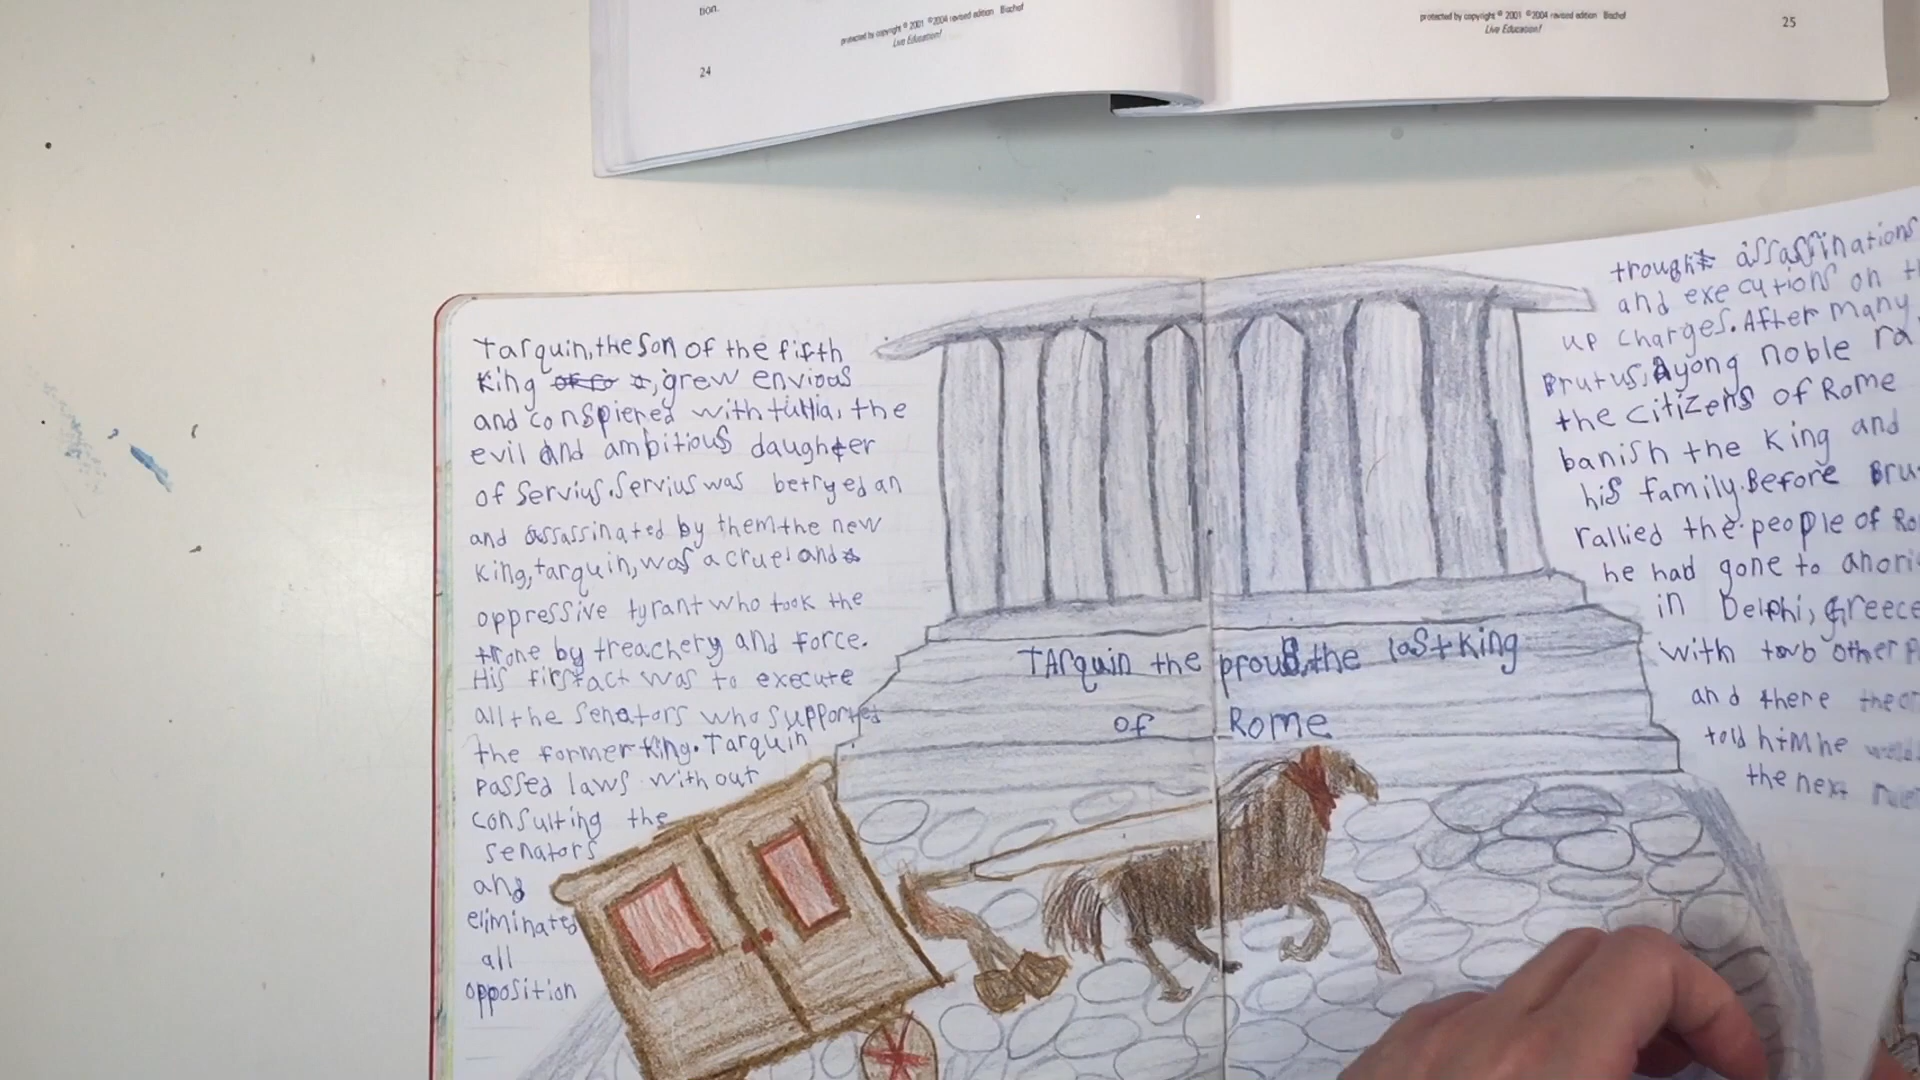 tion.
protected by copyright © 2001 ©2004 revised edition Bischof
Live Education!
24
protected by copyright © 2001 ©2004 revised edition Bischof
Live Education!
25
Tarquin, the son of the fifth
king, grew envious
and conspiered with tullia, the
evil and ambitious daughter
of Servius. Servius was betryed an
and assassinated by them the new
king, tarquin, was a cruel and
oppressive tyrant who took the
trone by treachery and force.
His first act was to execute
all the senators who supported
the former king. Tarquin
passed laws without
consulting the
senators
and
eliminated
all
opposition
TArquin the proud, the last King
of Rome
trought assassinations
and executions on
up charges. After many
Brutus, A yong noble
the citizens of Rome
banish the King and
his family. Before
rallied the people of
he had gone to
in Delphi, Greece
with other
and there
told him he
the next